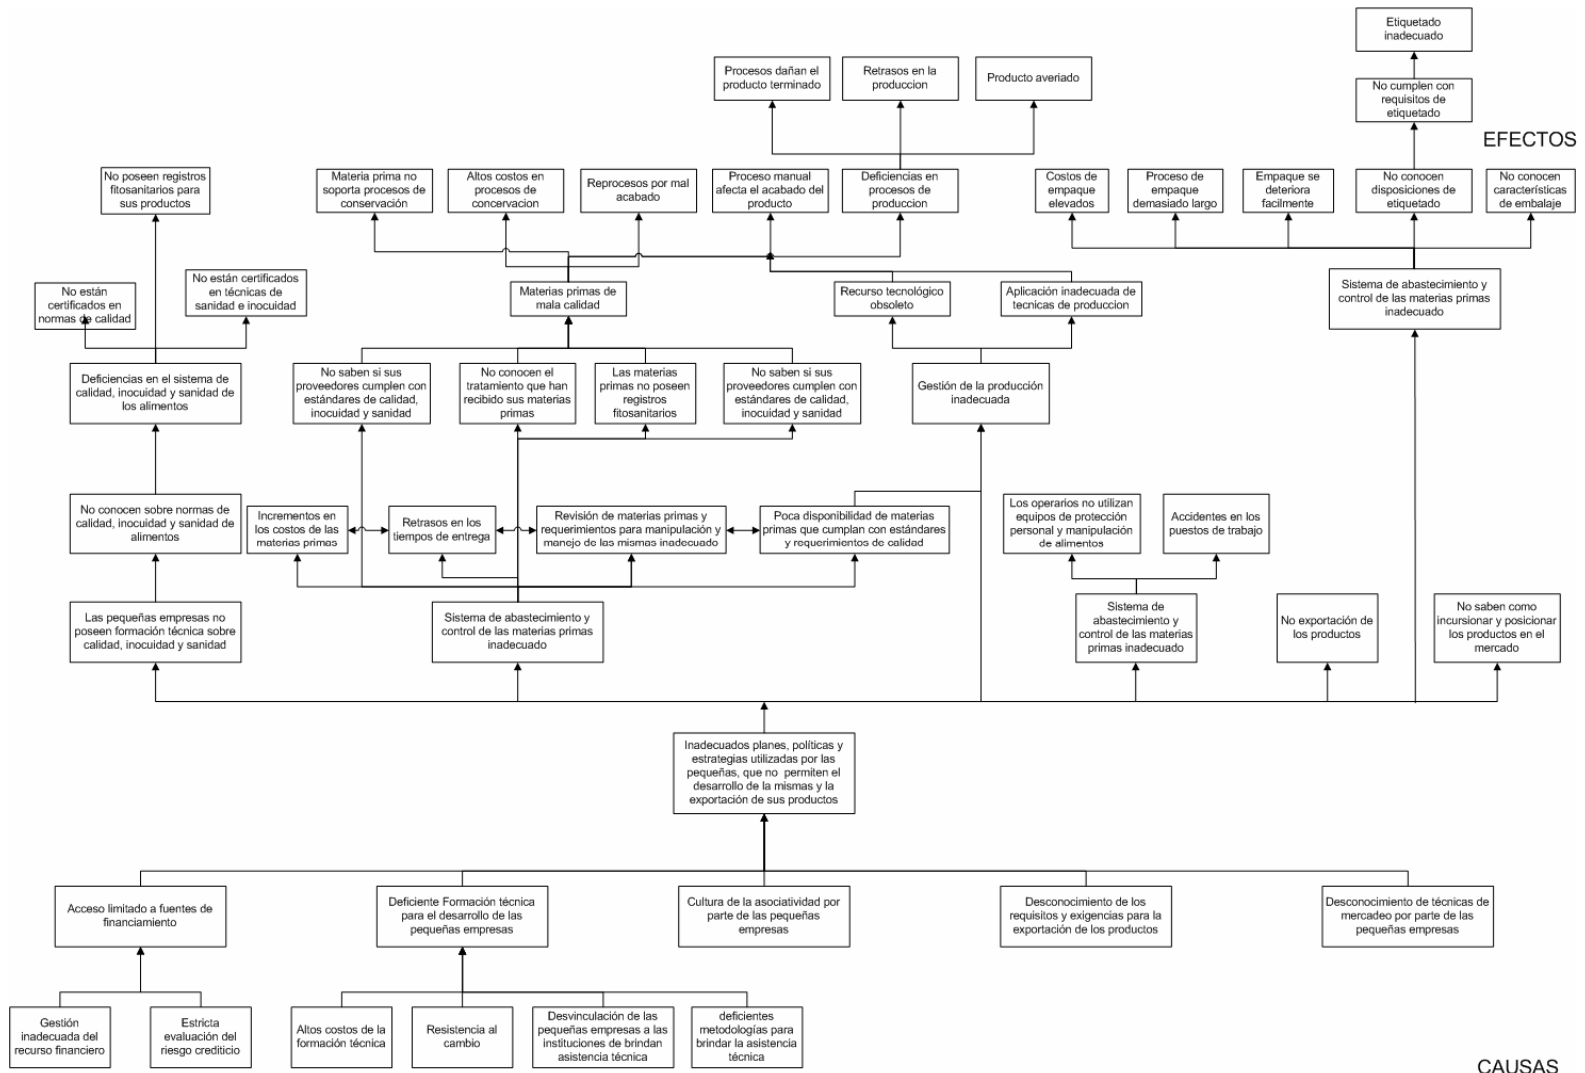 Etiquetado
inadecuado
Procesos dañan el
producto terminado
Retrasos en la
produccion
Producto averiado
No cumplen con
requisitos de
etiquetado
EFECTOS
No poseen registros
fitosanitarios para
sus productos
Materia prima no
soporta procesos de
conservación
Altos costos en
procesos de
concervacion
Reprocesos por mal
acabado
Proceso manual
afecta el acabado del
producto
Deficiencias en
procesos de
produccion
Costos de
empaque
elevados
Proceso de
empaque
demasiado largo
Empaque se
deteriora
facilmente
No conocen
disposiciones de
etiquetado
No conocen
características
de embalaje
No están
certificados en
normas de calidad
No están certificados
en técnicas de
sanidad e inocuidad
Materias primas de
mala calidad
Recurso tecnológico
obsoleto
Aplicación inadecuada de
tecnicas de produccion
Sistema de abastecimiento y
control de las materias primas
inadecuado
Deficiencias en el sistema de
calidad, inocuidad y sanidad de
los alimentos
No saben si sus
proveedores cumplen con
estándares de calidad,
inocuidad y sanidad
No conocen el
tratamiento que han
recibido sus materias
primas
Las materias
primas no poseen
registros
fitosanitarios
No saben si sus
proveedores cumplen con
estándares de calidad,
inocuidad y sanidad
Gestión de la producción
inadecuada
No conocen sobre normas de
calidad, inocuidad y sanidad de
alimentos
Incrementos en
los costos de las
materias primas
Retrasos en los
tiempos de entrega
Revisión de materias primas y
requerimientos para manipulación y
manejo de las mismas inadecuado
Poca disponibilidad de materias
primas que cumplan con estándares
y requerimientos de calidad
Los operarios no utilizan
equipos de protección
personal y manipulación
de alimentos
Accidentes en los
puestos de trabajo
Las pequeñas empresas no
poseen formación técnica sobre
calidad, inocuidad y sanidad
Sistema de abastecimiento y
control de las materias primas
inadecuado
Sistema de
abastecimiento y
control de las materias
primas inadecuado
No exportación de
los productos
No saben como
incursionar y posicionar
los productos en el
mercado
Inadecuados planes, políticas y
estrategias utilizadas por las
pequeñas, que no permiten el
desarrollo de la mismas y la
exportación de sus productos
Acceso limitado a fuentes de
financiamiento
Deficiente Formación técnica
para el desarrollo de las
pequeñas empresas
Cultura de la asociatividad por
parte de las pequeñas
empresas
Desconocimiento de los
requisitos y exigencias para la
exportación de los productos
Desconocimiento de técnicas de
mercadeo por parte de las
pequeñas empresas
Gestión
inadecuada del
recurso financiero
Estricta
evaluación del
riesgo crediticio
Altos costos de la
formación técnica
Resistencia al
cambio
Desvinculación de las
pequeñas empresas a las
instituciones de brindan
asistencia técnica
deficientes
metodologías para
brindar la asistencia
técnica
CAUSAS